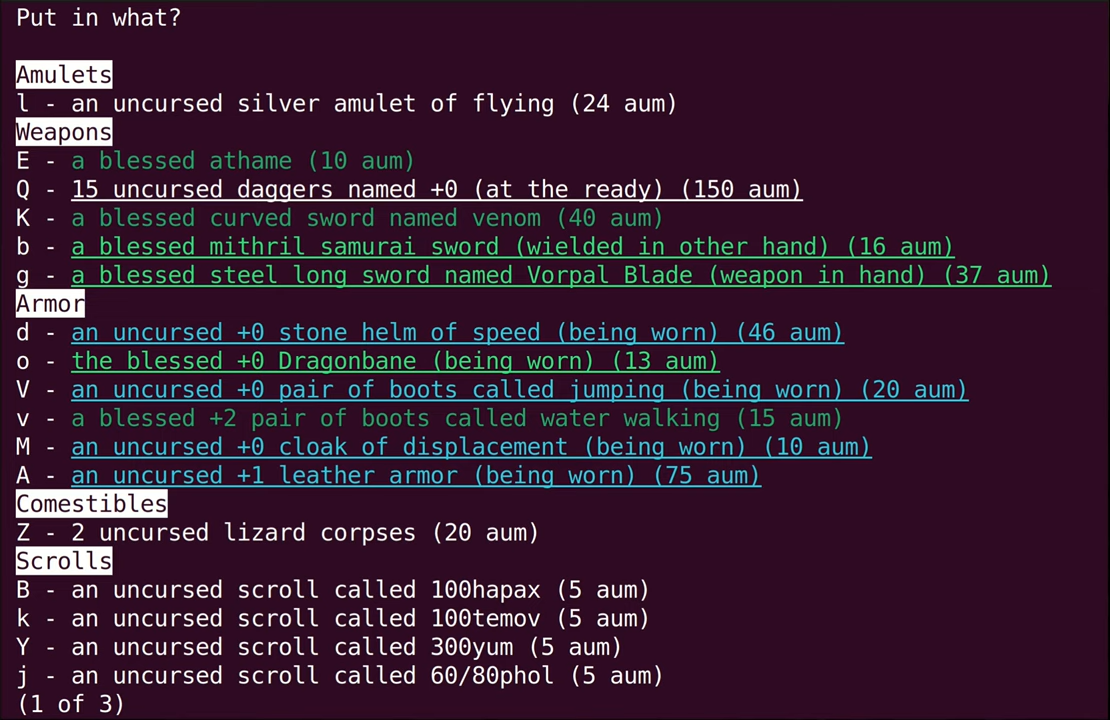 Put in what?
Amulets
l - an uncursed silver amulet of flying (24 aum)
Weapons
E - a blessed athame (10 aum)
Q - 15 uncursed daggers named +0 (at the ready) (150 aum)
K - a blessed curved sword named venom (40 aum)
b - a blessed mithril samurai sword (wielded in other hand) (16 aum)
g - a blessed steel long sword named Vorpal Blade (weapon in hand) (37 aum)
Armor
d - an uncursed +0 stone helm of speed (being worn) (46 aum)
o - the blessed +0 Dragonbane (being worn) (13 aum)
V - an uncursed +0 pair of boots called jumping (being worn) (20 aum)
v - a blessed +2 pair of boots called water walking (15 aum)
M - an uncursed +0 cloak of displacement (being worn) (10 aum)
A - an uncursed +1 leather armor (being worn) (75 aum)
Comestibles
Z - 2 uncursed lizard corpses (20 aum)
Scrolls
B - an uncursed scroll called 100hapax (5 aum)
k - an uncursed scroll called 100temov (5 aum)
Y - an uncursed scroll called 300yum (5 aum)
j - an uncursed scroll called 60/80phol (5 aum)
(1 of 3)